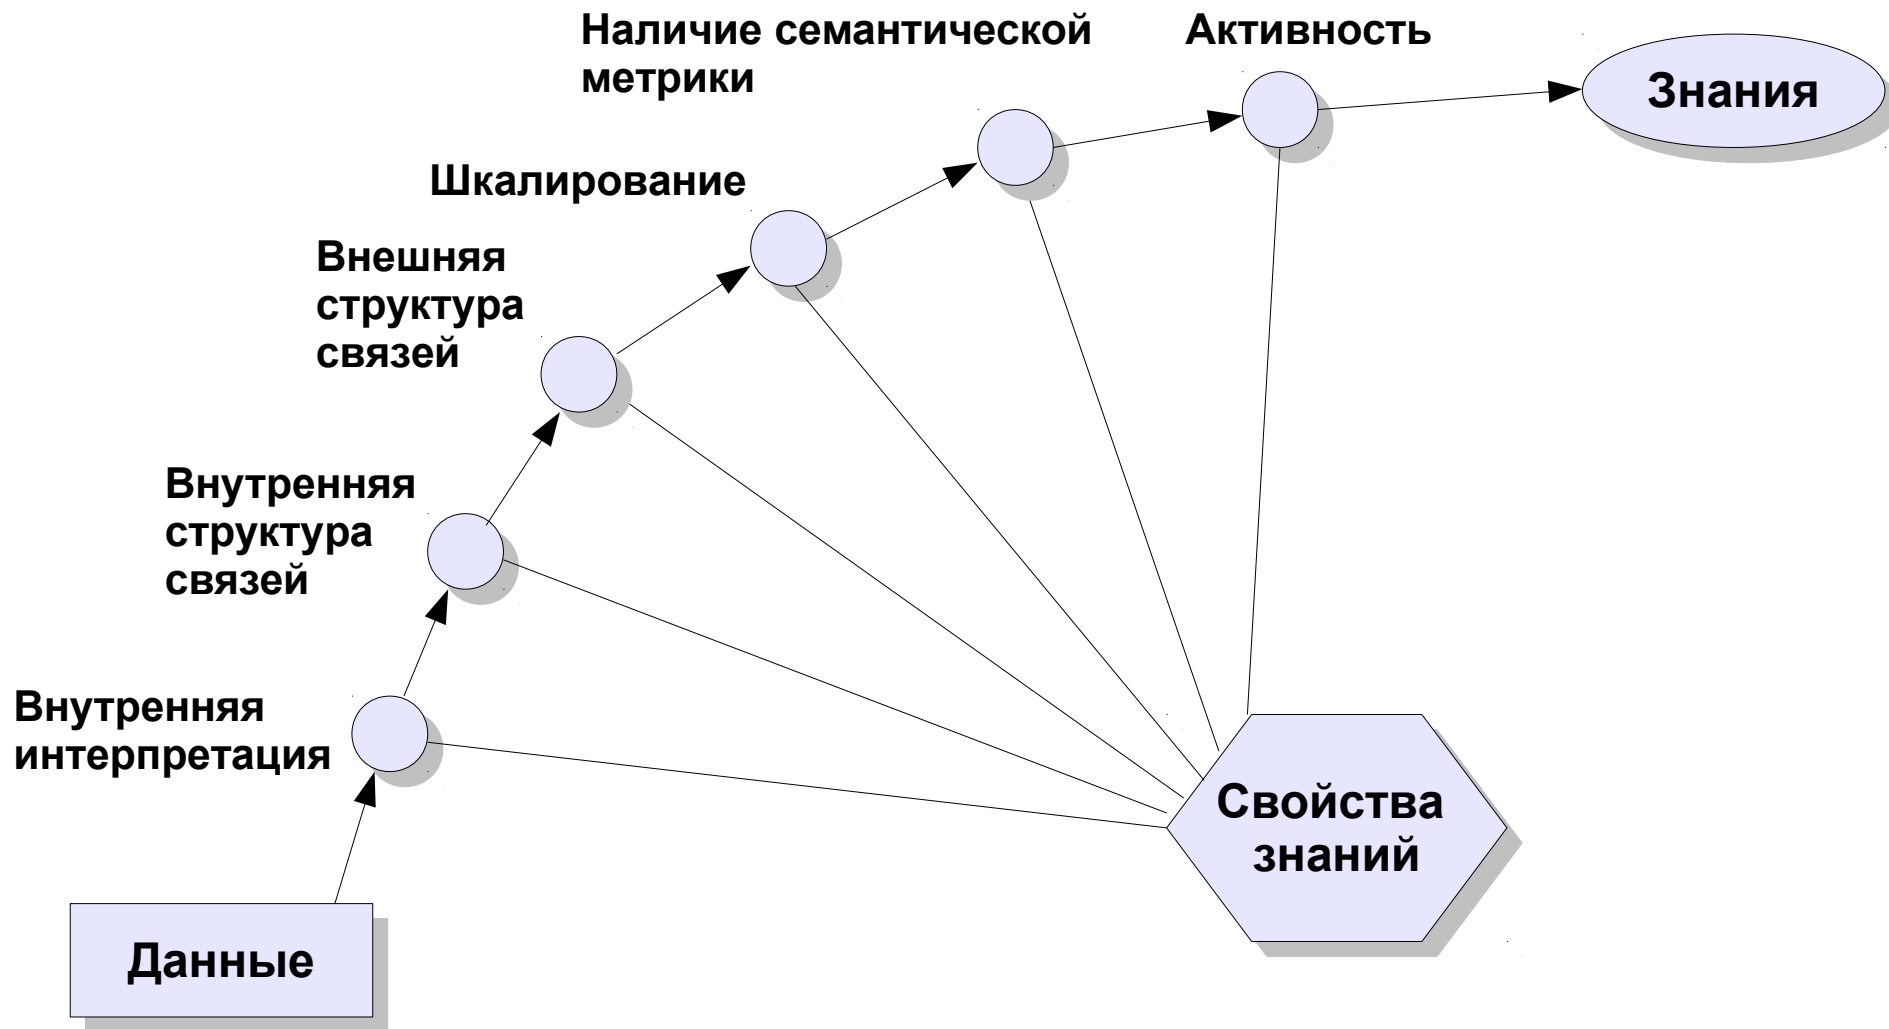 Наличие семантической
метрики
Активность
Знания
Шкалирование
Внешняя
структура
связей
Внутренняя
структура
связей
Внутренняя
интерпретация
Свойства
знаний
Данные